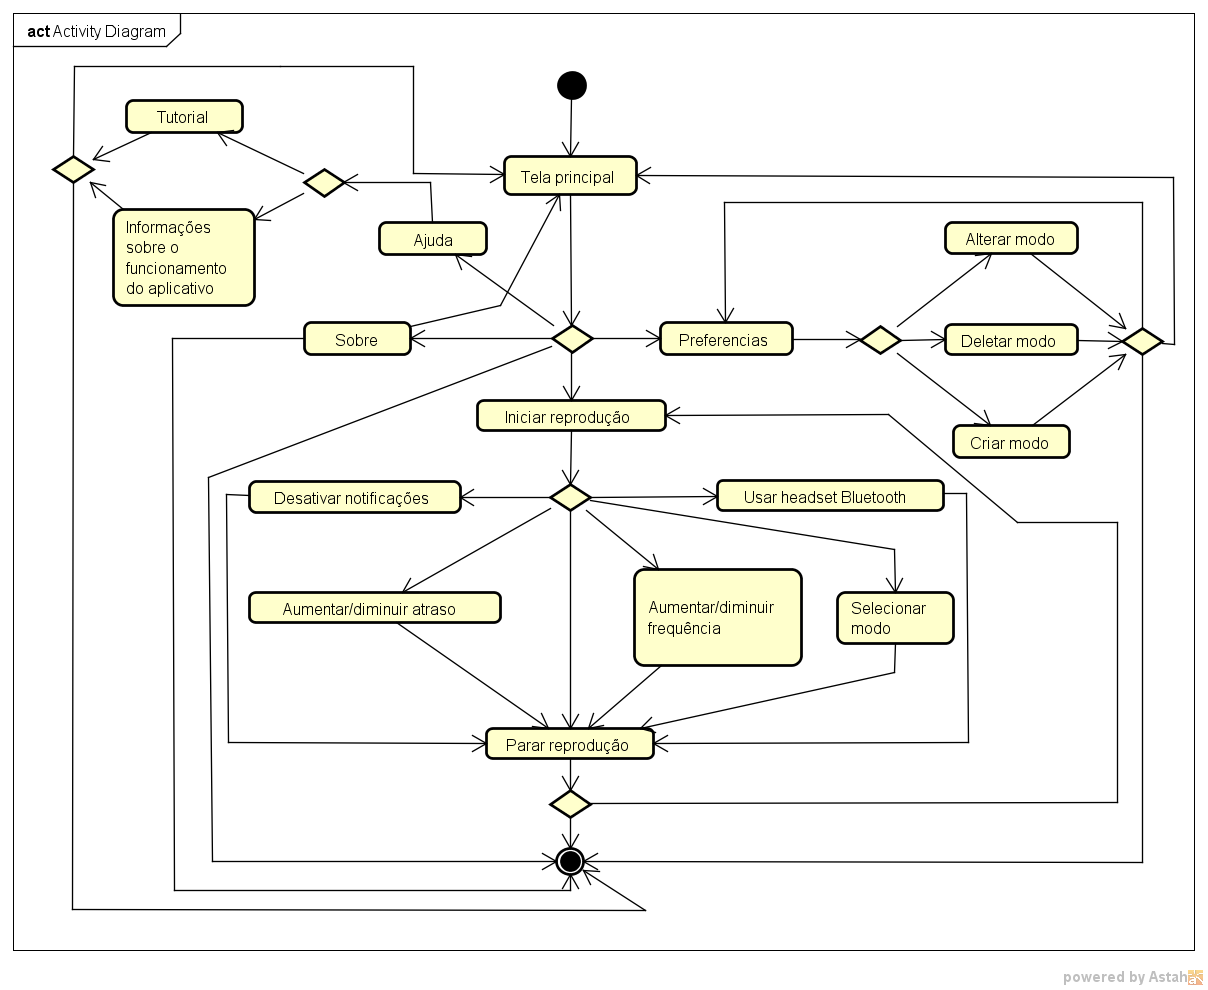 act Activity Diagram
Tutorial
Tela principal
Informações
sobre o
funcionamento
do aplicativo
Ajuda
Alterar modo
Sobre
Preferencias
Deletar modo
Iniciar reprodução
Criar modo
Desativar notificações
Usar headset Bluetooth
Aumentar/diminuir atraso
Aumentar/diminuir
frequência
Selecionar
modo
Parar reprodução
powered by Astah